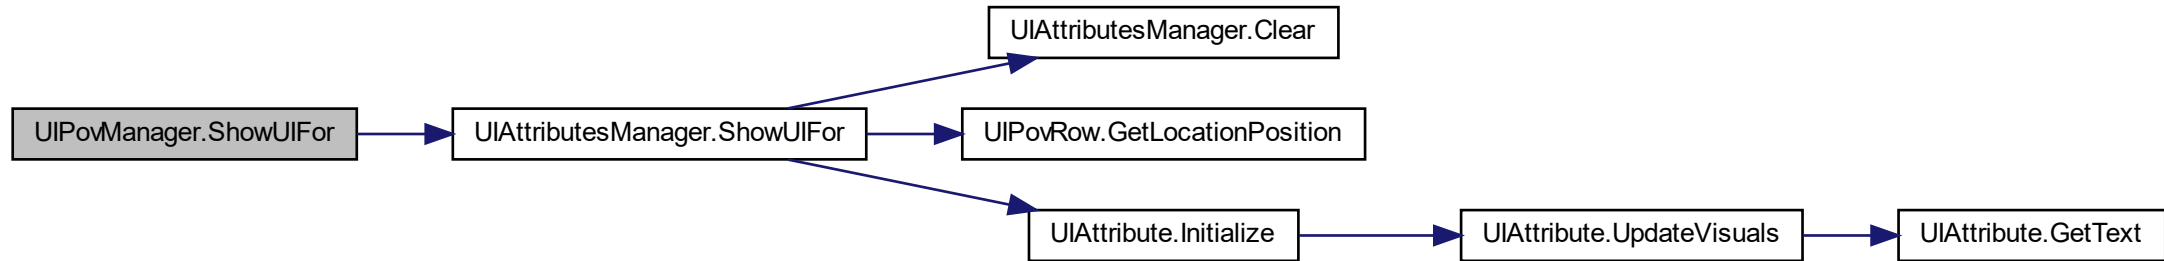 UIAttributesManager.Clear
UIPovManager.ShowUIFor
UIAttributesManager.ShowUIFor
UIPovRow.GetLocationPosition
UIAttribute.Initialize
UIAttribute.UpdateVisuals
UIAttribute.GetText